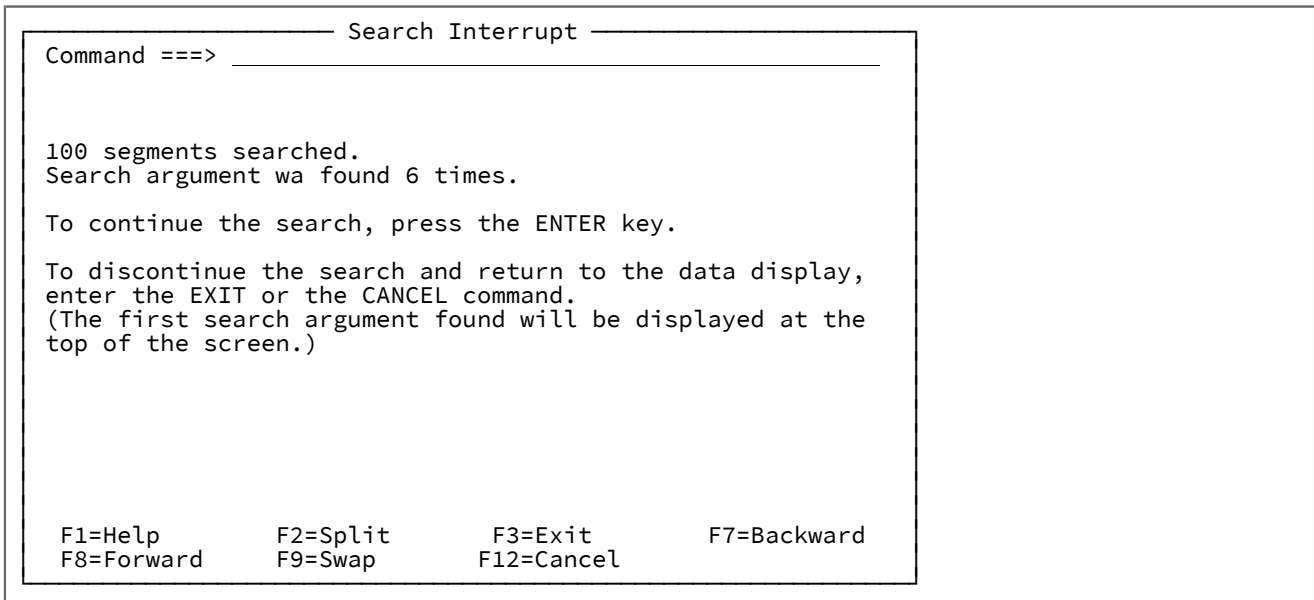 Search Interrupt
Command ===>
100 segments searched.
Search argument wa found 6 times.
To continue the search, press the ENTER key.
To discontinue the search and return to the data display,
enter the EXIT or the CANCEL command.
(The first search argument found will be displayed at the
top of the screen.)
F1=Help F2=Split F3=Exit F7=Backward
F8=Forward F9=Swap F12=Cancel